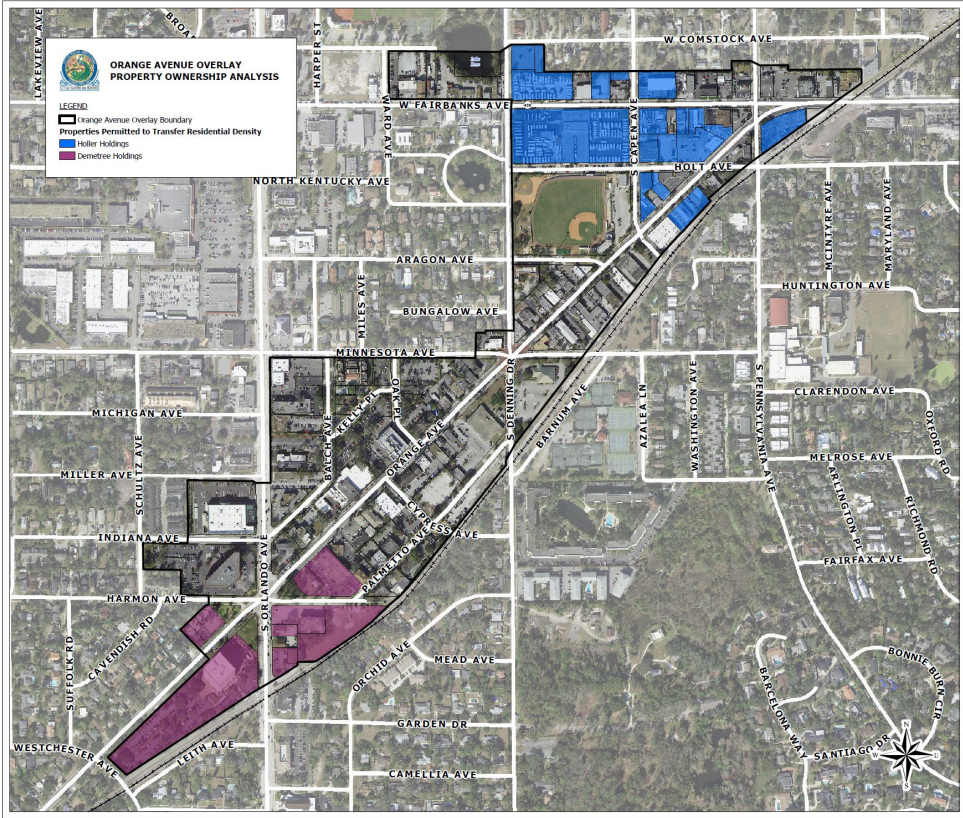 LAKEVIEW AVE
BROA
HARPER ST
W COMSTOCK AVE
ORANGE AVENUE OVERLAY
PROPERTY OWNERSHIP ANALYSIS
LEGEND
Orange Avenue Overlay Boundary
Properties Permitted to Transfer Residential Density
Holler Holdings
Demetree Holdings
WARD AVE
W FAIRBANKS AVE
426
S CAPEN AVE
HOLT AVE
NORTH KENTUCKY AVE
MCINTYRE AVE
MARYLAND AVE
ARAGON AVE
MILES AVE
HUNTINGTON AVE
BUNGALOW AVE
MINNESOTA AVE
S DENNING DR
BARNUM AVE
AZALEA LN
WASHINGTON AVE
S PENNSYLVANIA AVE
CLARENDON AVE
OXFORD RD
MICHIGAN AVE
OAK PL
KELLY PL
BALCH AVE
ORANGE AVE
SCHULTZ AVE
MILLER AVE
MELROSE AVE
ARLINGTON PL
RICHMOND RD
CYPRESS AVE
INDIANA AVE
S ORLANDO AVE
PALMETTO AVE
FAIRFAX AVE
HARMON AVE
CAVENDISH RD
SUFFOLK RD
ORCHID AVE
MEAD AVE
BARCELONA WAY
BONNIE BURN CIR
GARDEN DR
WESTCHESTER AVE
LEITH AVE
SANTIAGO DR
CAMELLIA AVE
N
W
E
S